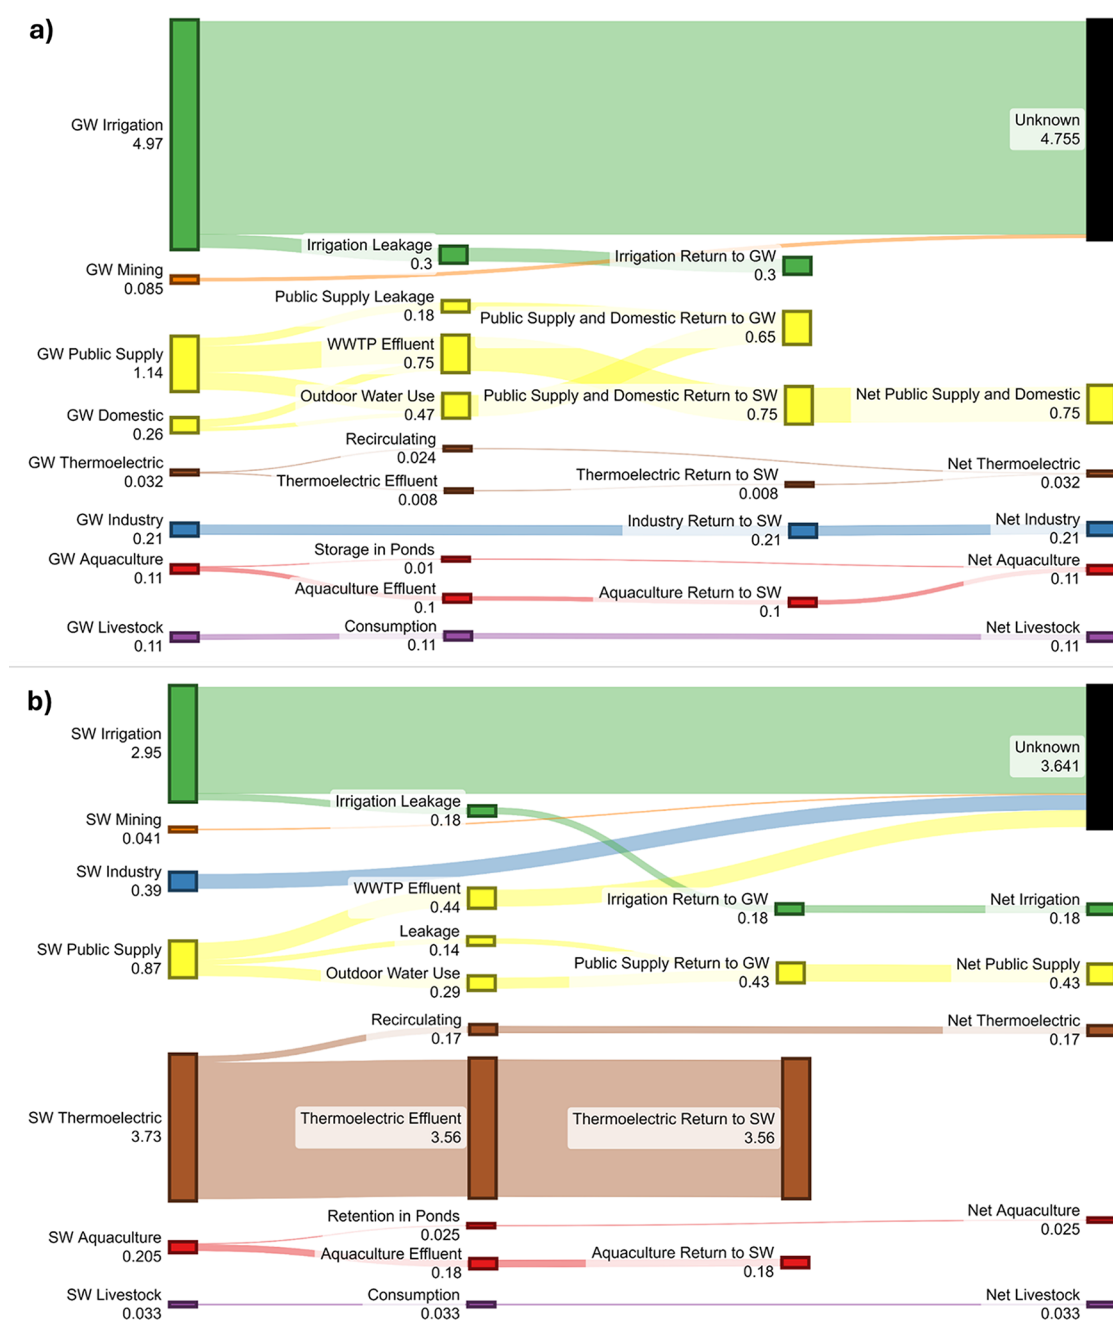 a)
GW Irrigation
4.97
Unknown
4.755
Irrigation Leakage
0.3
Irrigation Return to GW
0.3
GW Mining
0.085
Public Supply Leakage
0.18
Public Supply and Domestic Return to GW
0.65
GW Public Supply
1.14
WWTP Effluent
0.75
Outdoor Water Use
0.47
Public Supply and Domestic Return to SW
0.75
Net Public Supply and Domestic
0.75
GW Domestic
0.26
Recirculating
0.024
GW Thermoelectric
0.032
Thermoelectric Effluent
0.008
Thermoelectric Return to SW
0.008
Net Thermoelectric
0.032
GW Industry
0.21
Industry Return to SW
0.21
Net Industry
0.21
GW Aquaculture
0.11
Storage in Ponds
0.01
Net Aquaculture
0.11
Aquaculture Effluent
0.1
Aquaculture Return to SW
0.1
GW Livestock
0.11
Consumption
0.11
Net Livestock
0.11
b)
SW Irrigation
2.95
Unknown
3.641
Irrigation Leakage
0.18
SW Mining
0.041
SW Industry
0.39
WWTP Effluent
0.44
Irrigation Return to GW
0.18
Net Irrigation
0.18
Leakage
0.14
SW Public Supply
0.87
Outdoor Water Use
0.29
Public Supply Return to GW
0.43
Net Public Supply
0.43
Recirculating
0.17
Net Thermoelectric
0.17
SW Thermoelectric
3.73
Thermoelectric Effluent
3.56
Thermoelectric Return to SW
3.56
Retention in Ponds
0.025
Net Aquaculture
0.025
SW Aquaculture
0.205
Aquaculture Effluent
0.18
Aquaculture Return to SW
0.18
SW Livestock
0.033
Consumption
0.033
Net Livestock
0.033